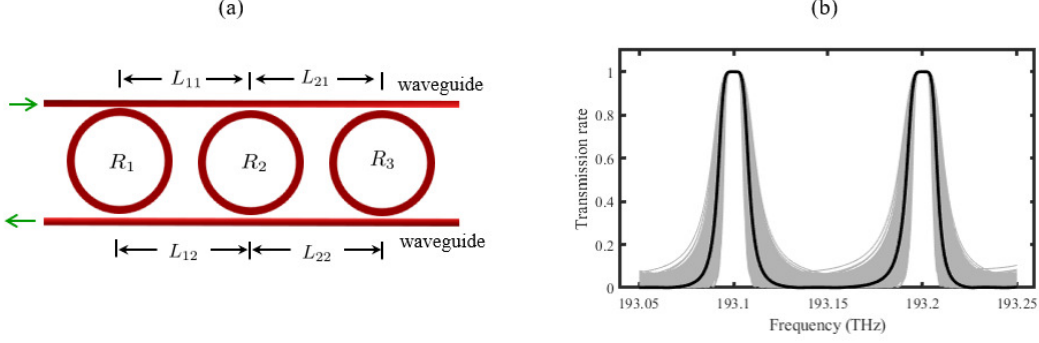 (a)
L₁₁ L₂₁
waveguide
R₁ R₂ R₃
waveguide
L₁₂ L₂₂
(b)
Transmission rate
1
0.8
0.6
0.4
0.2
0
193.05 193.1 193.15 193.2 193.25
Frequency (THz)